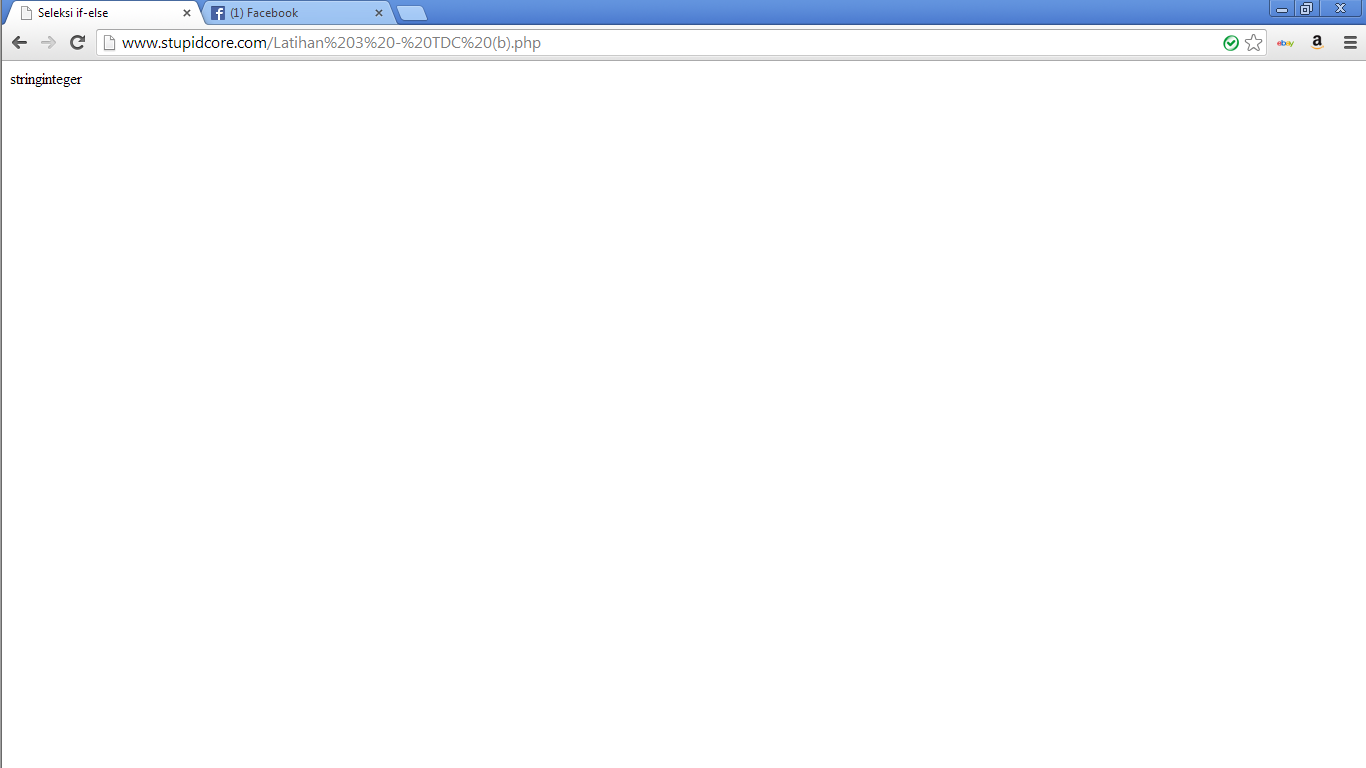 Seleksi if-else
(1) Facebook
www.stupidcore.com/Latihan%203%20-%20TDC%20(b).php
ebay
a
stringinteger